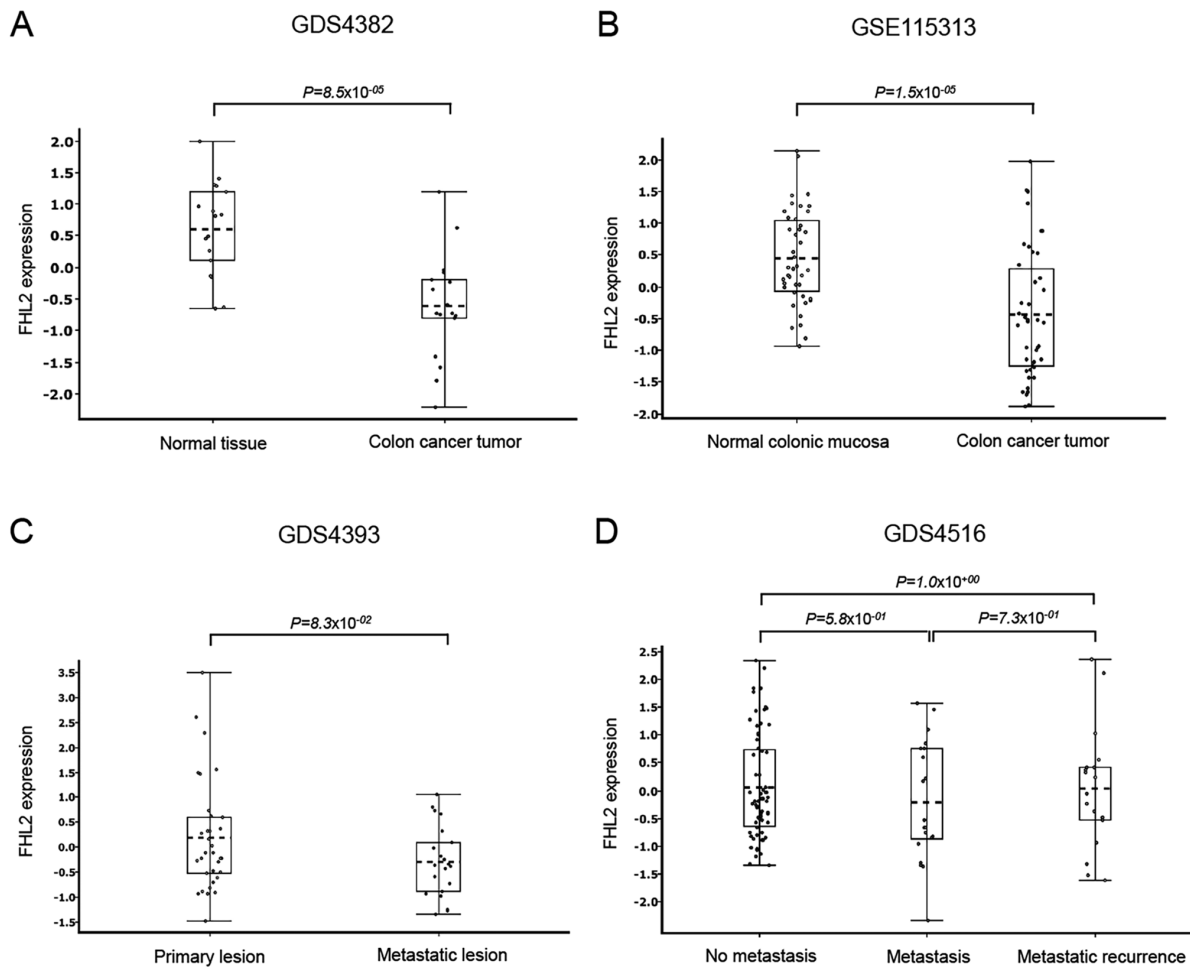 A
GDS4382
P=8.5x10-05
FHL2 expression
2.0
1.5
1.0
0.5
0.0
-0.5
-1.0
-1.5
-2.0
Normal tissue
Colon cancer tumor
B
GSE115313
P=1.5x10-05
FHL2 expression
2.0
1.5
1.0
0.5
0.0
-0.5
-1.0
-1.5
-2.0
Normal colonic mucosa
Colon cancer tumor
C
GDS4393
P=8.3x10-02
FHL2 expression
3.5
3.0
2.5
2.0
1.5
1.0
0.5
0.0
-0.5
-1.0
-1.5
Primary lesion
Metastatic lesion
D
GDS4516
P=1.0x10+00
P=5.8x10-01
P=7.3x10-01
FHL2 expression
2.5
2.0
1.5
1.0
0.5
0.0
-0.5
-1.0
-1.5
-2.0
No metastasis
Metastasis
Metastatic recurrence